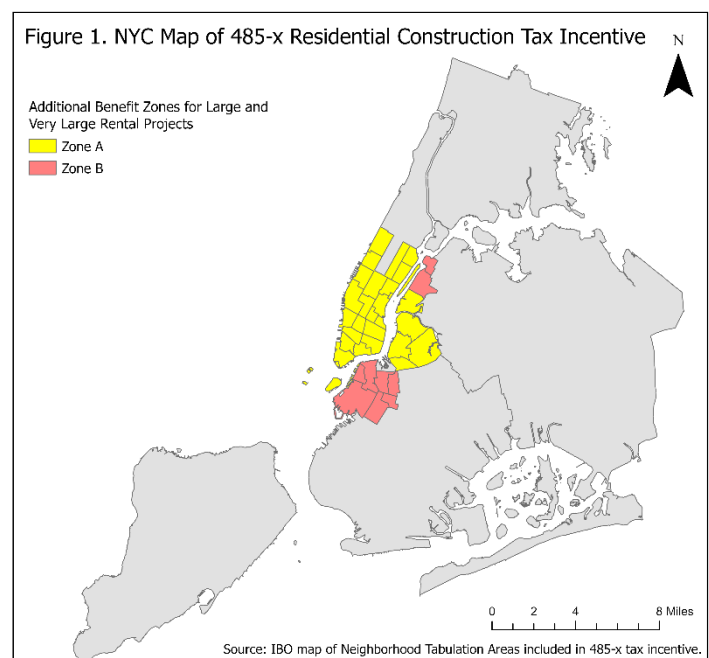 Figure 1. NYC Map of 485-x Residential Construction Tax Incentive
N
Additional Benefit Zones for Large and
Very Large Rental Projects
Zone A
Zone B
0 2 4 8 Miles
Source: IBO map of Neighborhood Tabulation Areas included in 485-x tax incentive.